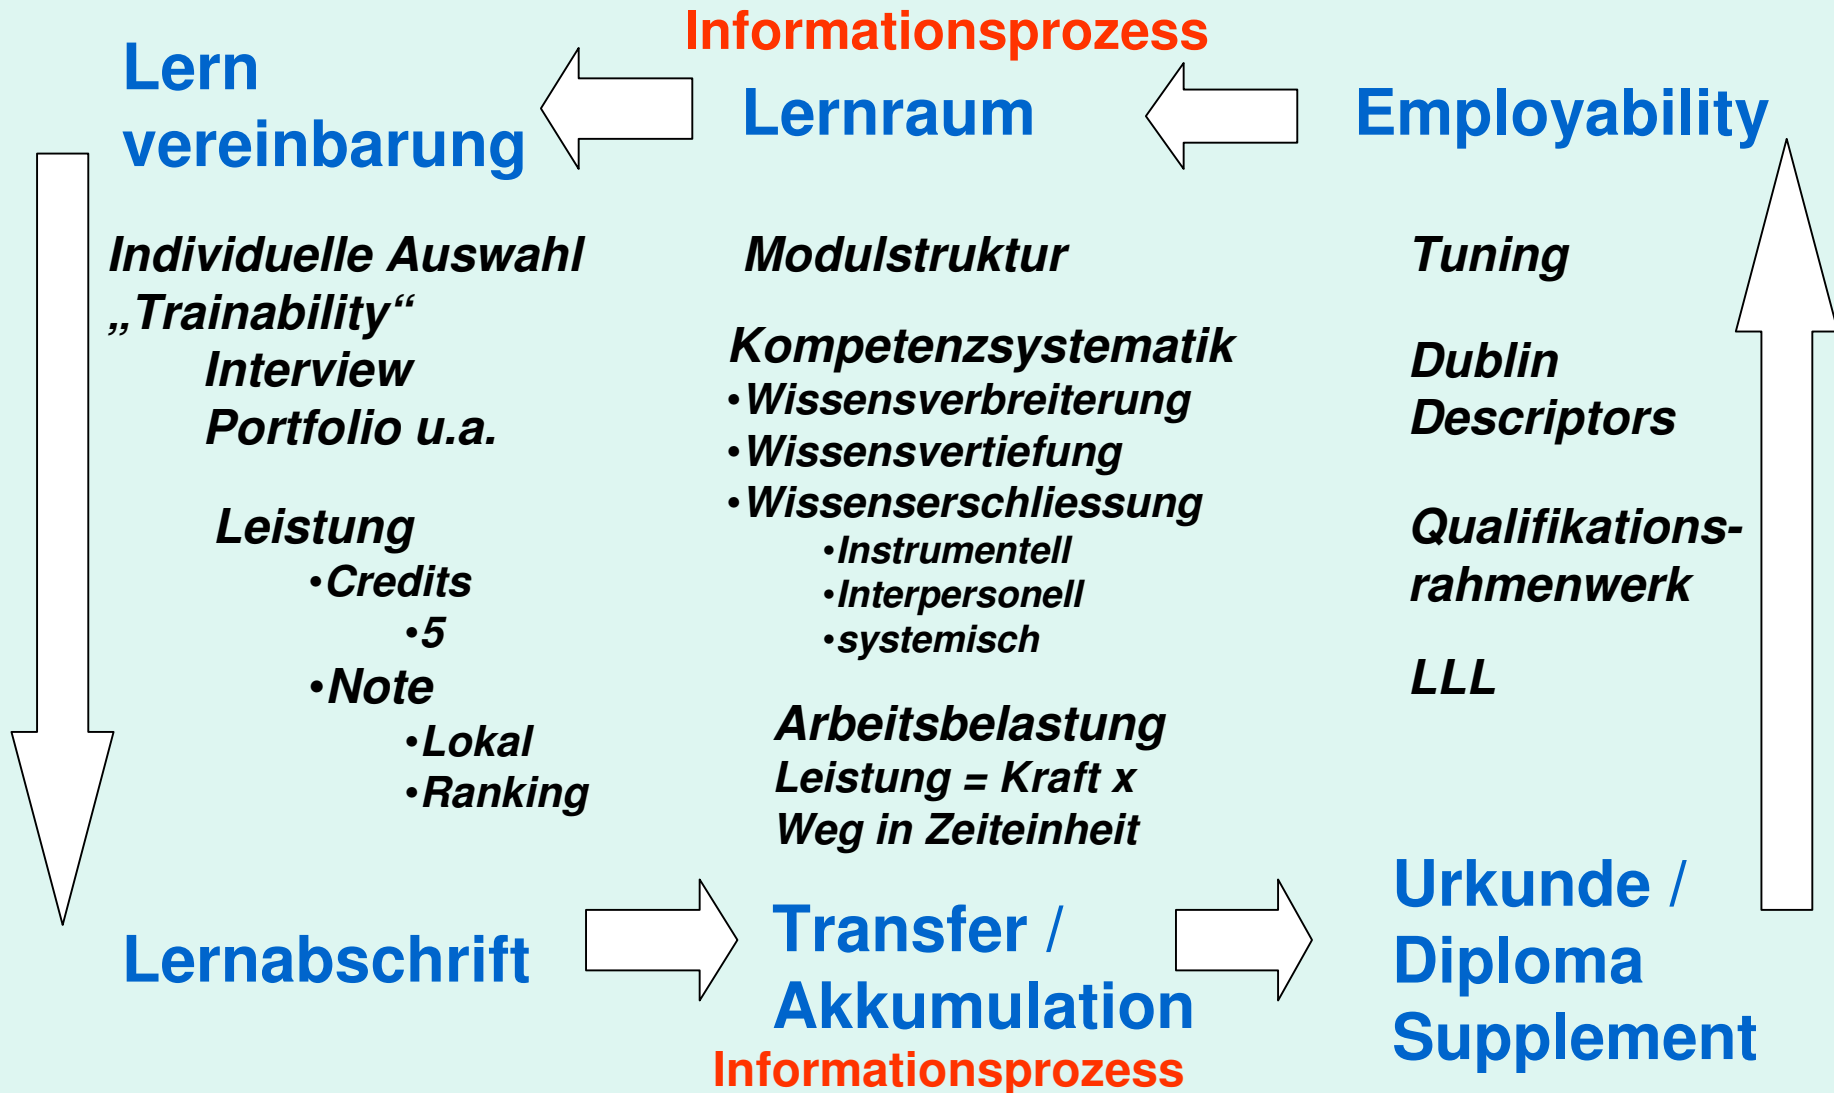 Informationsprozess
Lern
vereinbarung
Lernraum
Employability
Individuelle Auswahl
„Trainability“
Interview
Portfolio u.a.
Leistung
•Credits
•5
•Note
•Lokal
•Ranking
Modulstruktur
Kompetenzsystematik
•Wissensverbreiterung
•Wissensvertiefung
•Wissenserschliessung
•Instrumentell
•Interpersonell
•systemisch
Arbeitsbelastung
Leistung = Kraft x
Weg in Zeiteinheit
Tuning
Dublin
Descriptors
Qualifikations-
rahmenwerk
LLL
Lernabschrift
Transfer /
Akkumulation
Urkunde /
Diploma
Supplement
Informationsprozess